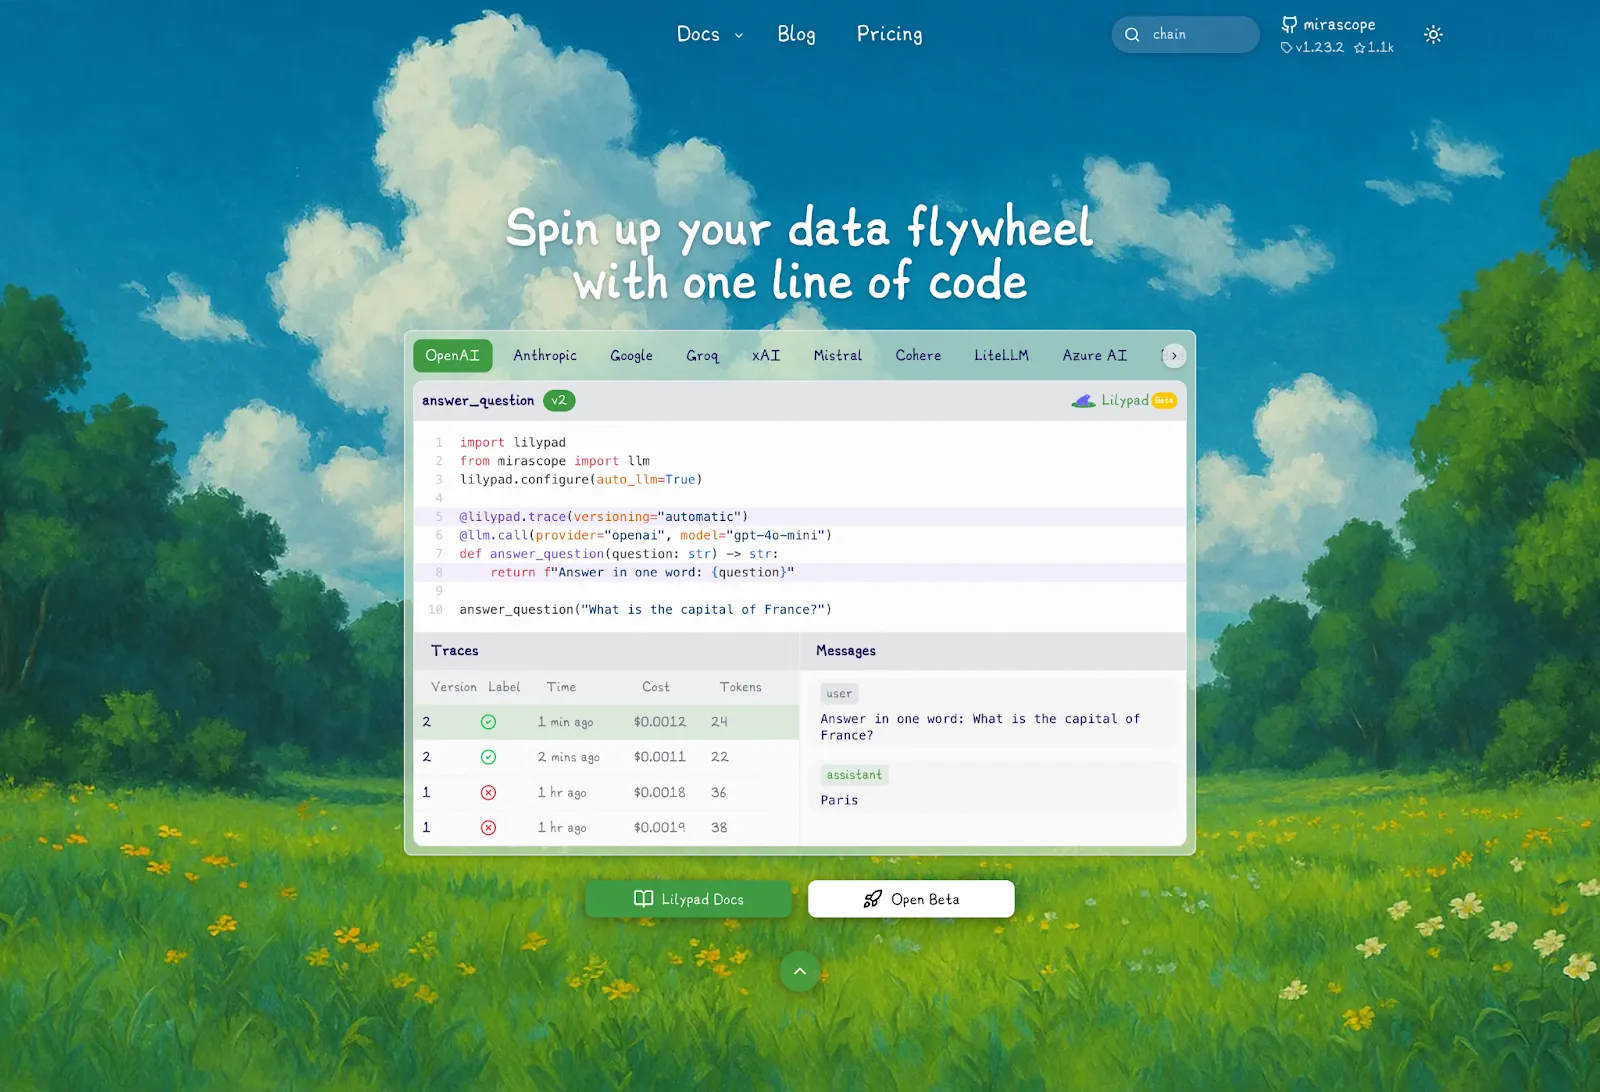 Docs Blog Pricing
chain
mirascope
v1.23.2 1.1k
Spin up your data flywheel
with one line of code
OpenAI Anthropic Google Groq xAI Mistral Cohere LiteLLM Azure AI
answer_question v2
Lilypad Beta
1 import lilypad
2 from mirascope import llm
3 lilypad.configure(auto_llm=True)
4
5 @lilypad.trace(versioning="automatic")
6 @llm.call(provider="openai", model="gpt-4o-mini")
7 def answer_question(question: str) -> str:
8     return f"Answer in one word: {question}"
9
10 answer_question("What is the capital of France?")
Traces
Version Label Time Cost Tokens
2 1 min ago $0.0012 24
2 2 mins ago $0.0011 22
1 1 hr ago $0.0018 36
1 1 hr ago $0.0019 38
Messages
user
Answer in one word: What is the capital of
France?
assistant
Paris
Lilypad Docs
Open Beta